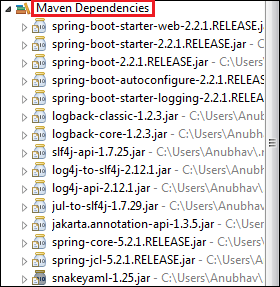 Maven Dependencies
spring-boot-starter-web-2.2.1.RELEASE.j
spring-boot-starter-2.2.1.RELEASE.jar - C
spring-boot-2.2.1.RELEASE.jar - C:\Users
spring-boot-autoconfigure-2.2.1.RELEAS
spring-boot-starter-logging-2.2.1.RELEA
logback-classic-1.2.3.jar - C:\Users\Anub
logback-core-1.2.3.jar - C:\Users\Anubha
slf4j-api-1.7.25.jar - C:\Users\Anubhav\.
log4j-to-slf4j-2.12.1.jar - C:\Users\Anub
log4j-api-2.12.1.jar - C:\Users\Anubhav\
jul-to-slf4j-1.7.29.jar - C:\Users\Anubha
jakarta.annotation-api-1.3.5.jar - C:\User
spring-core-5.2.1.RELEASE.jar - C:\Users\
spring-jcl-5.2.1.RELEASE.jar - C:\Users\A
snakeyaml-1.25.jar - C:\Users\Anubhav\